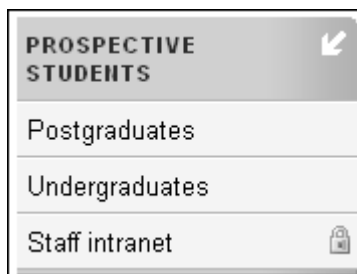 PROSPECTIVE
STUDENTS
Postgraduates
Undergraduates
Staff intranet